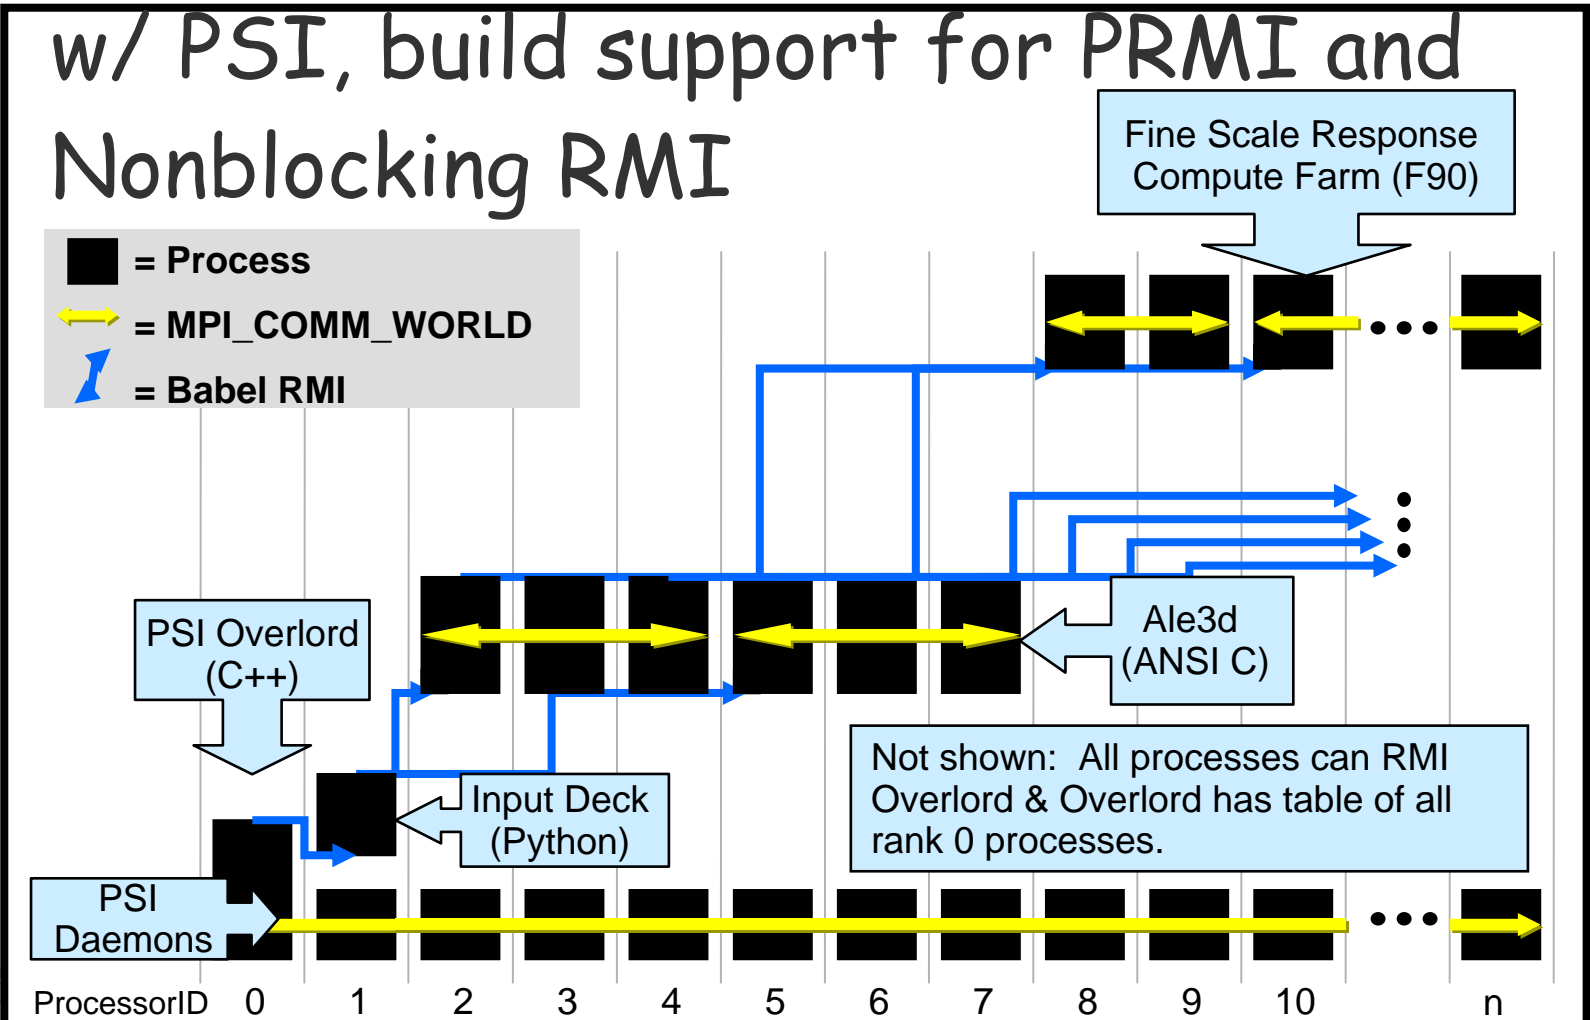 w/ PSI, build support for PRMI and
Nonblocking RMI
Fine Scale Response
Compute Farm (F90)
= Process
= MPI_COMM_WORLD
= Babel RMI
PSI Overlord
(C++)
Ale3d
(ANSI C)
Input Deck
(Python)
Not shown: All processes can RMI
Overlord & Overlord has table of all
rank 0 processes.
PSI
Daemons
ProcessorID 0 1 2 3 4 5 6 7 8 9 10 n